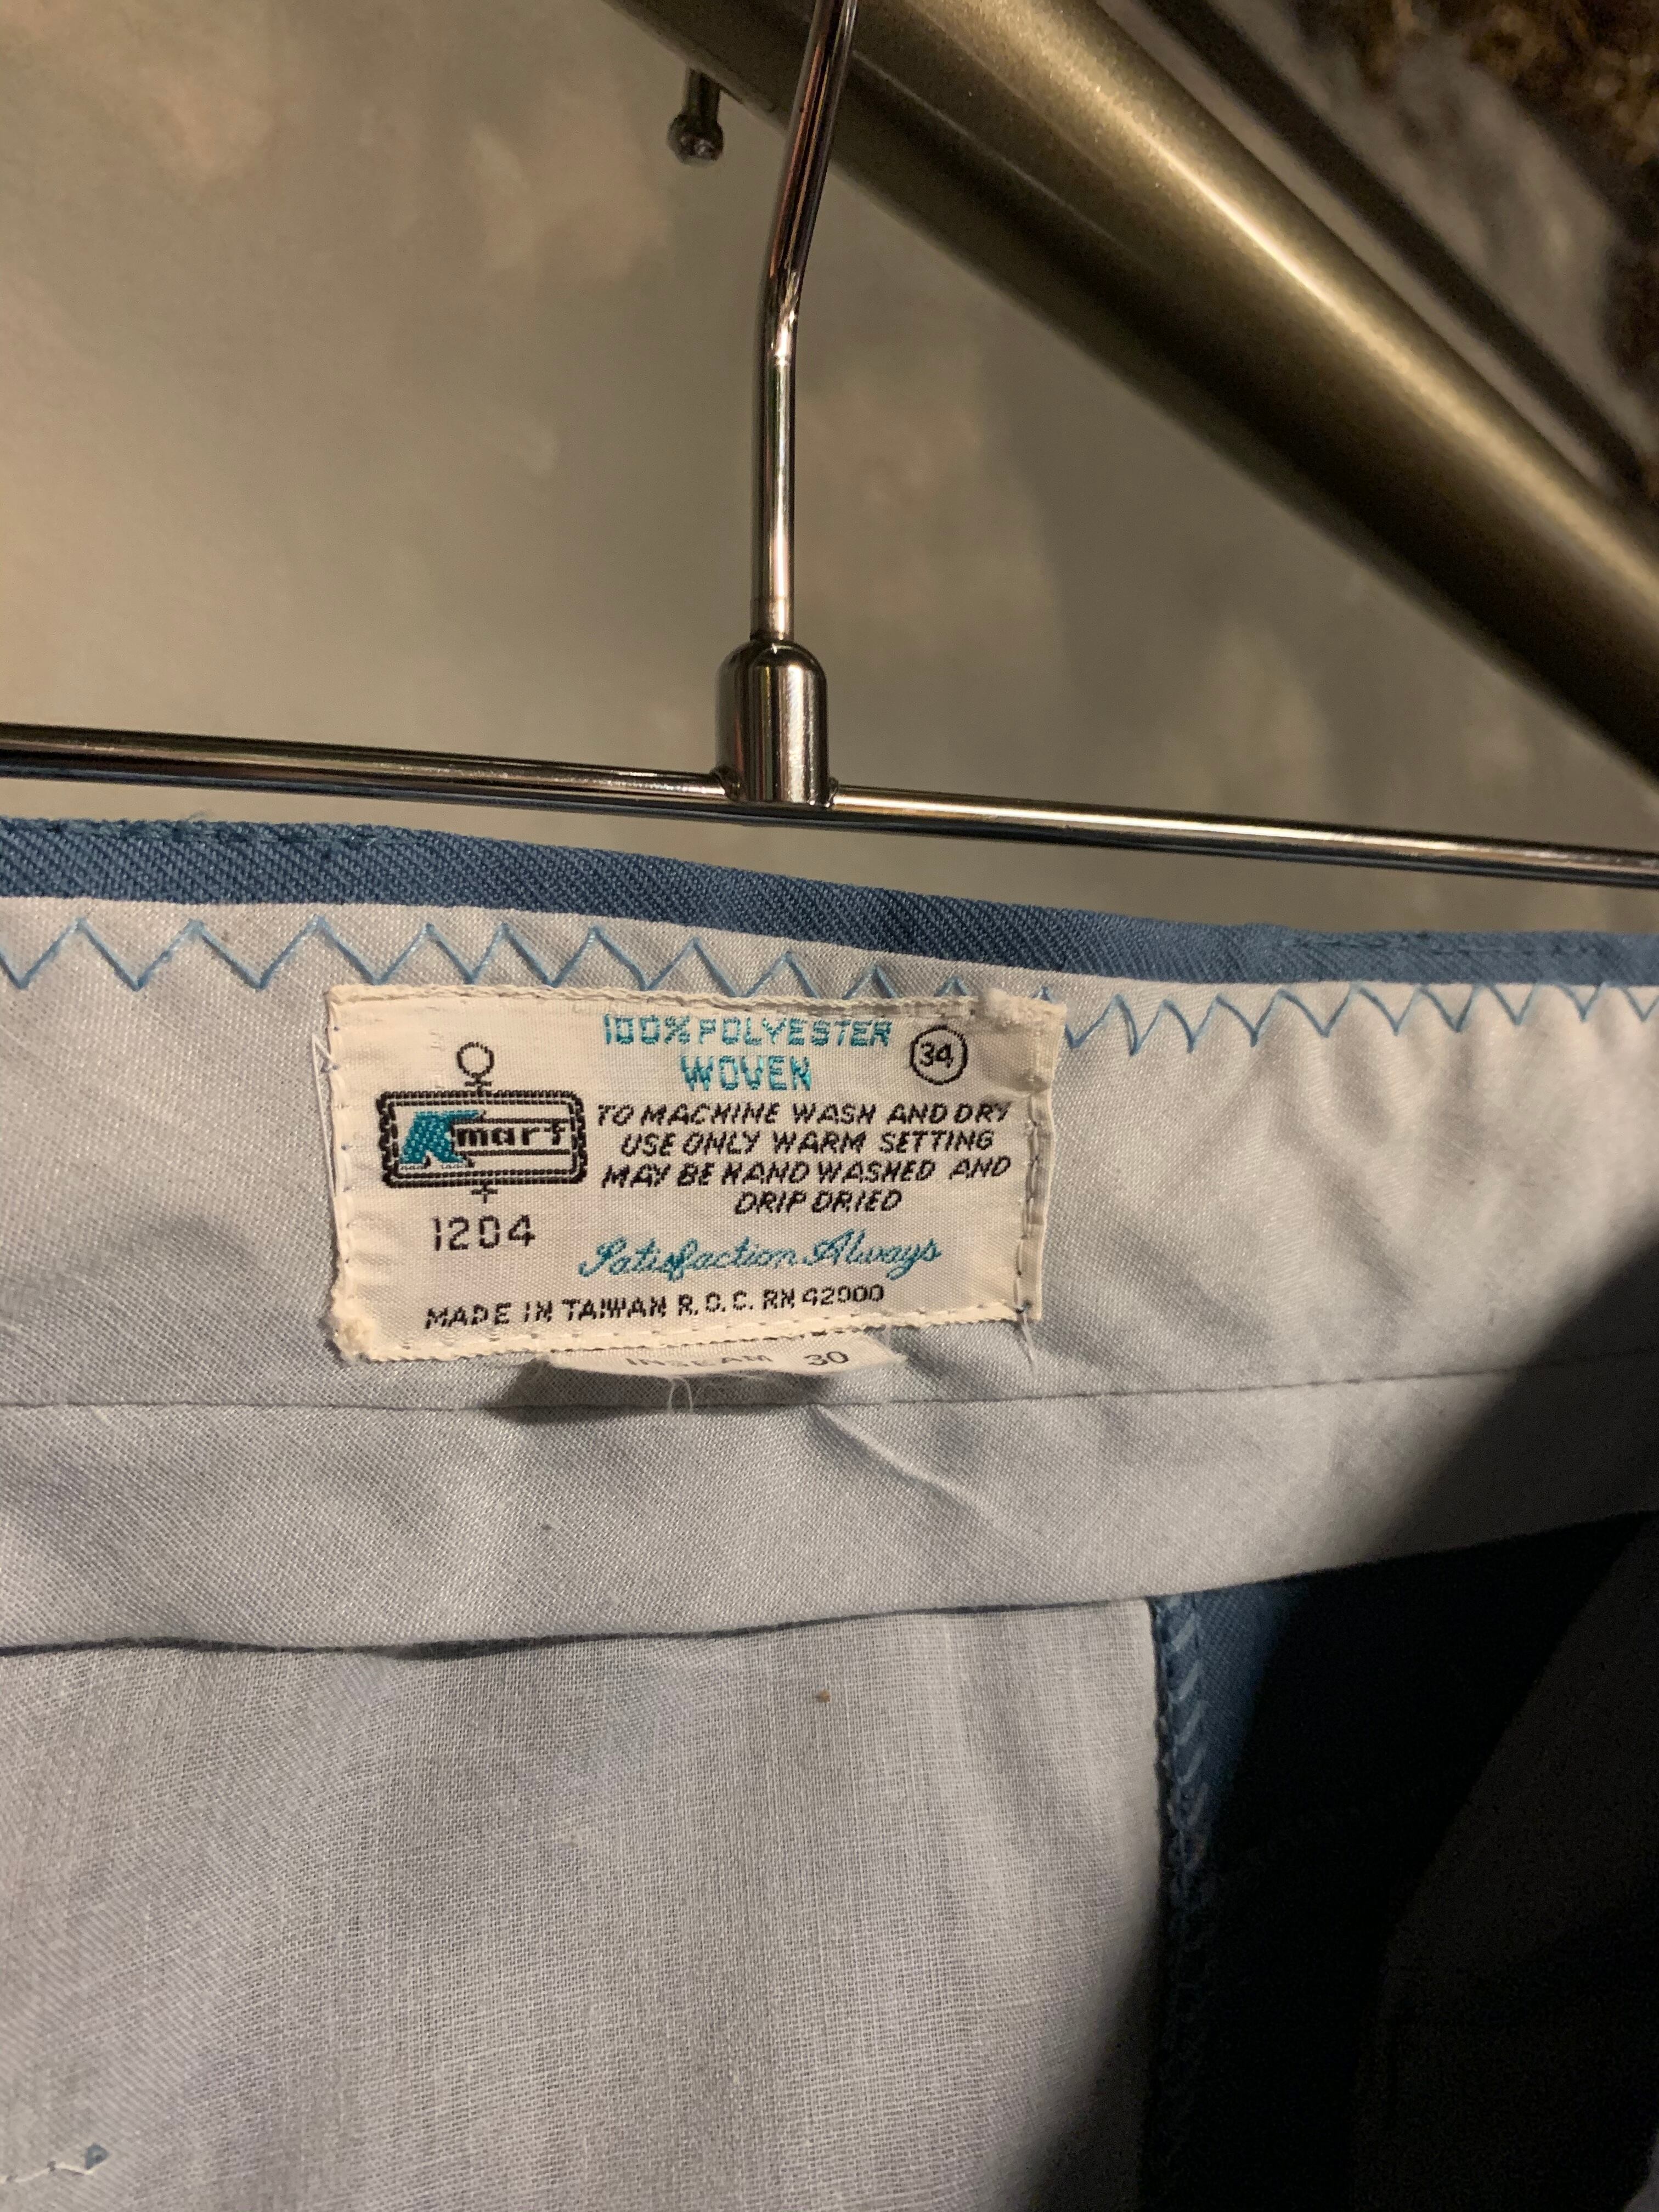 100% POLYESTER
WOVEN
34
Kmart
TO MACHINE WASH AND DRY
USE ONLY WARM SETTING
MAY BE HAND WASHED AND
DRIP DRIED
1204
Satisfaction Always
MADE IN TAIWAN R.O.C. RN 42000
INSEAM 30